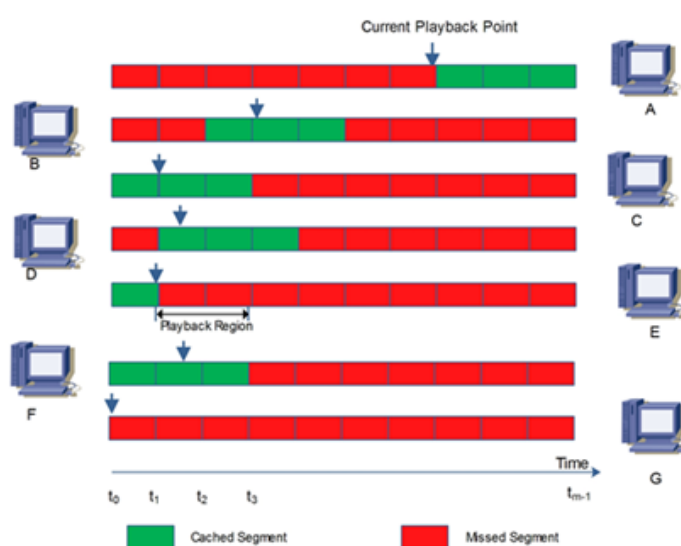 Current Playback Point
A
B
C
D
Playback Region
E
F
Time
G
t0 t1 t2 t3 tm-1
Cached Segment Missed Segment